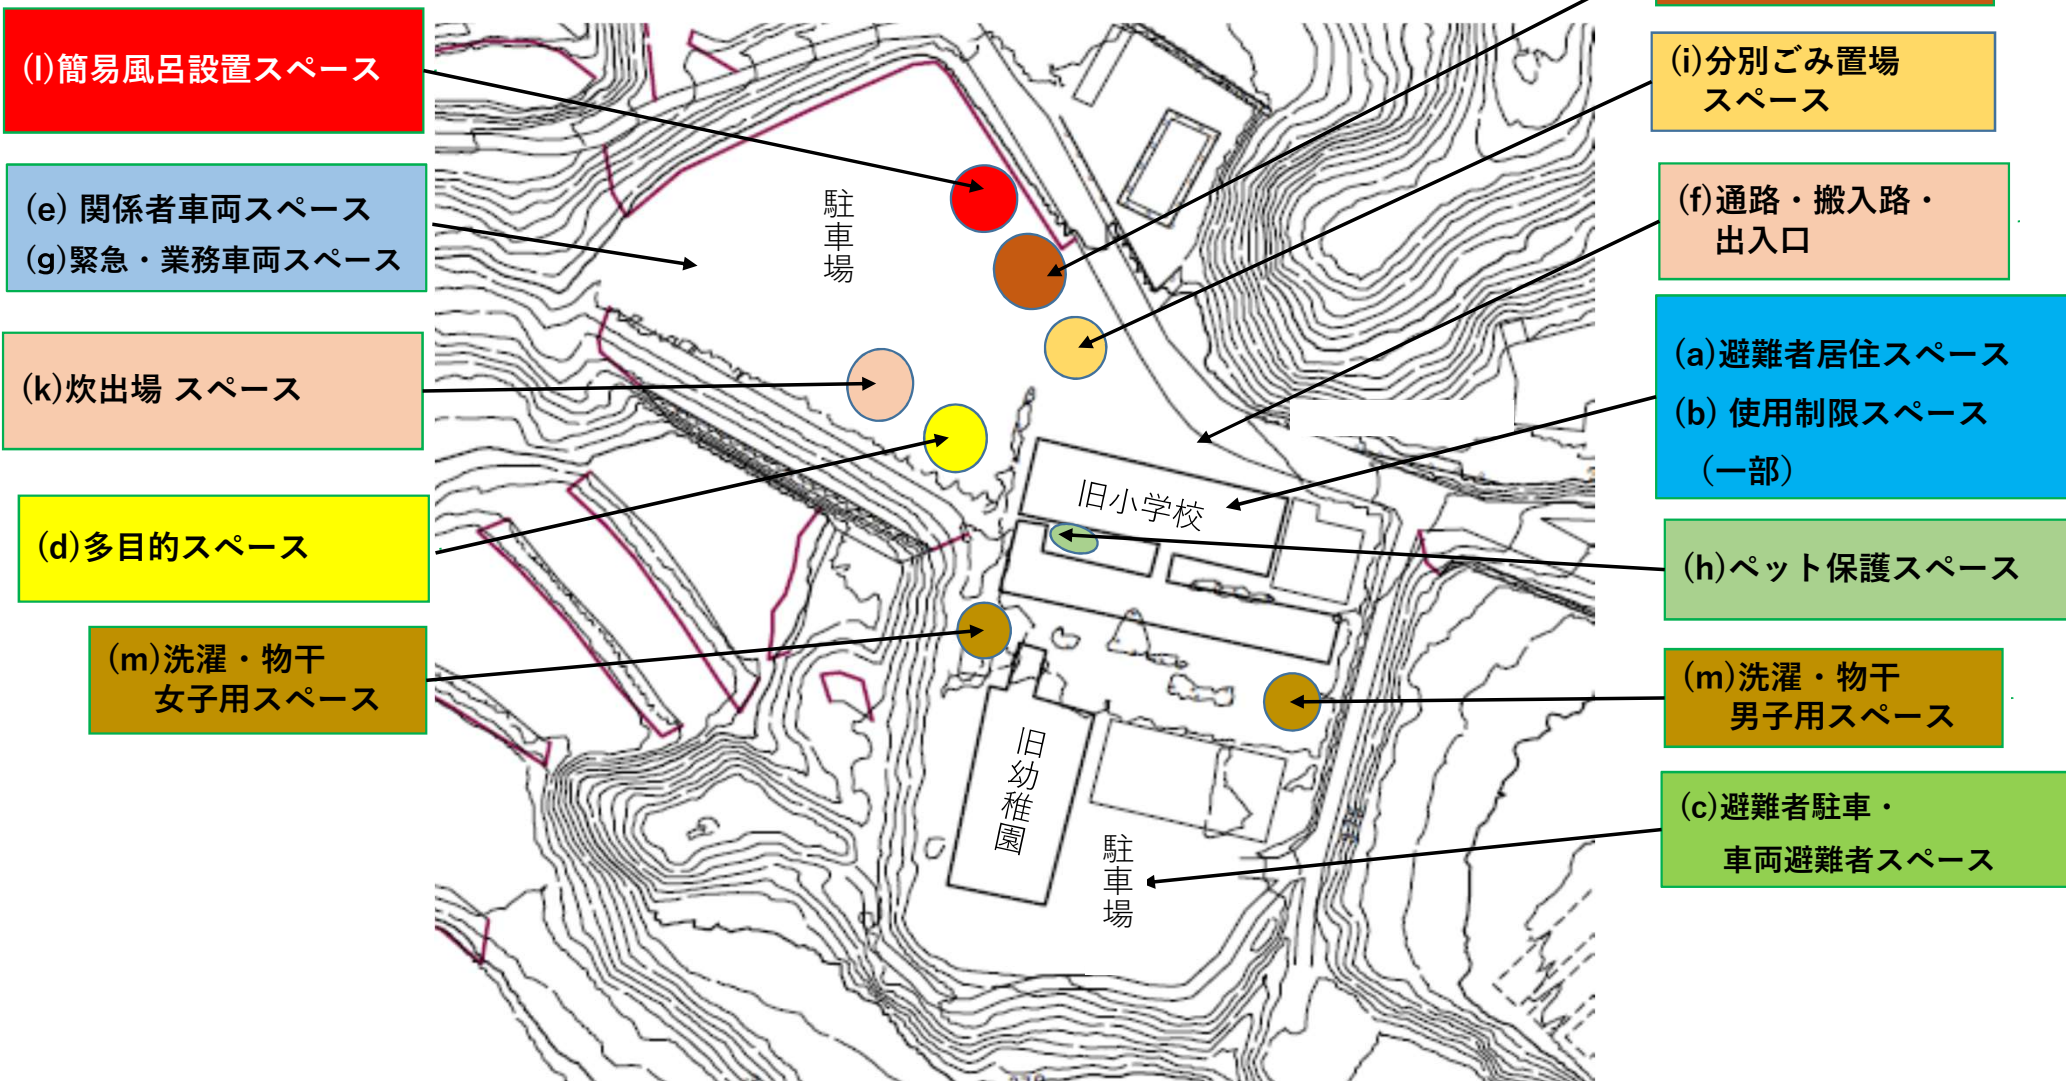 (l)簡易風呂設置スペース
(e) 関係者車両スペース
(g)緊急・業務車両スペース
(k)炊出場 スペース
(d)多目的スペース
(m)洗濯・物干
女子用スペース
駐車場
旧小学校
旧幼稚園
駐車場
(i)分別ごみ置場
スペース
(f)通路・搬入路・
出入口
(a)避難者居住スペース
(b) 使用制限スペース
（一部）
(h)ペット保護スペース
(m)洗濯・物干
男子用スペース
(c)避難者駐車・
車両避難者スペース